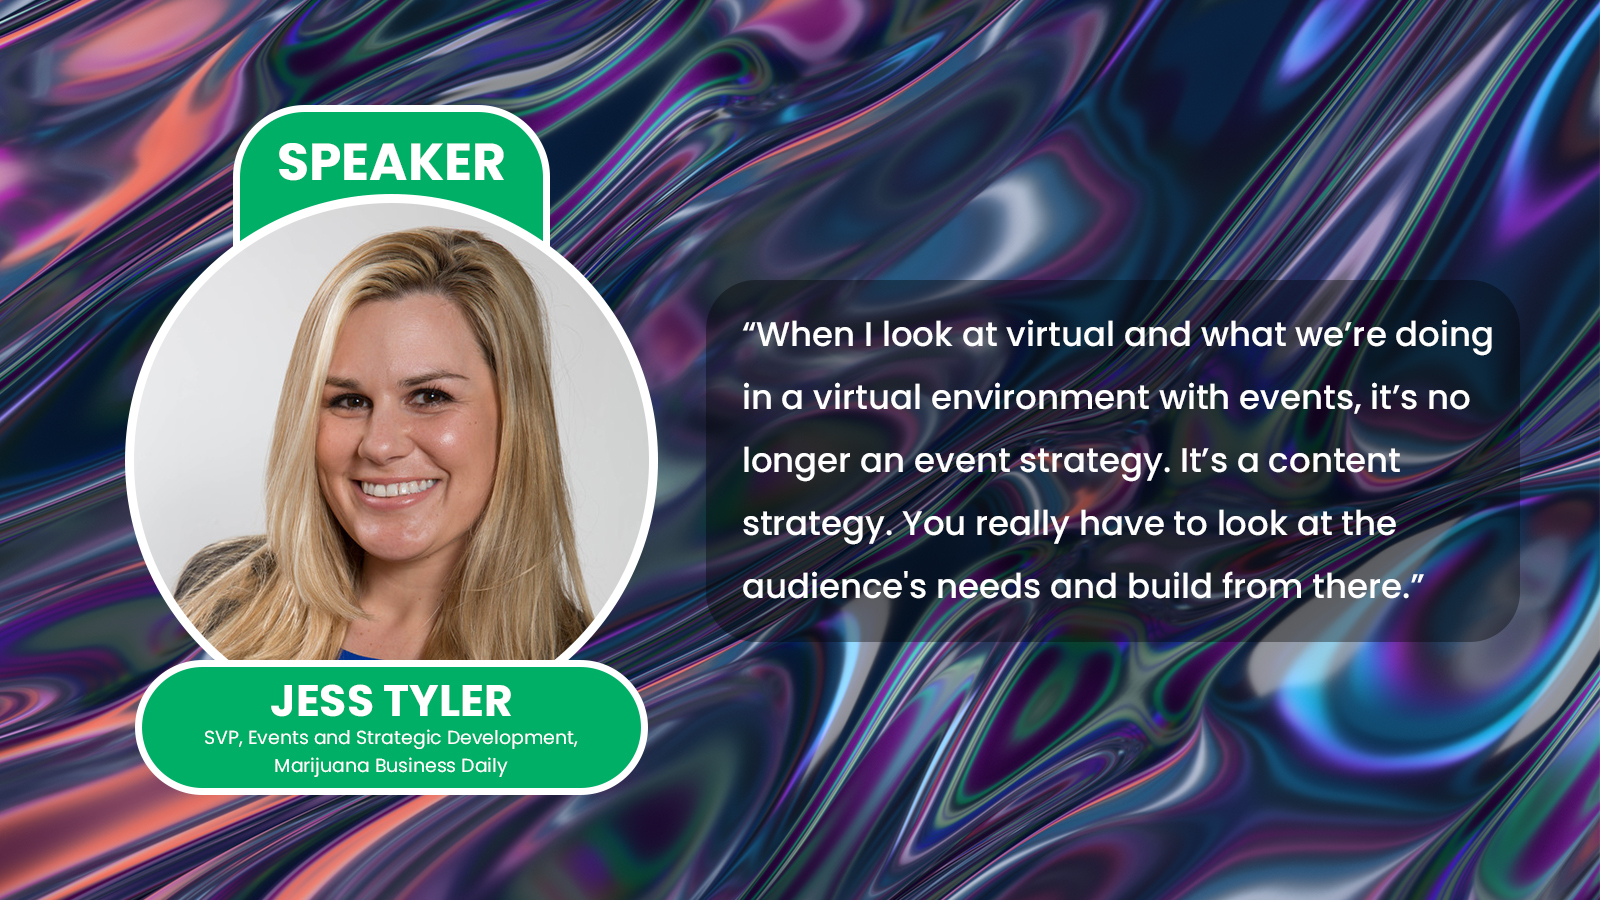 SPEAKER
JESS TYLER
SVP, Events and Strategic Development,
Marijuana Business Daily
“When I look at virtual and what we’re doing
in a virtual environment with events, it’s no
longer an event strategy. It’s a content
strategy. You really have to look at the
audience's needs and build from there.”